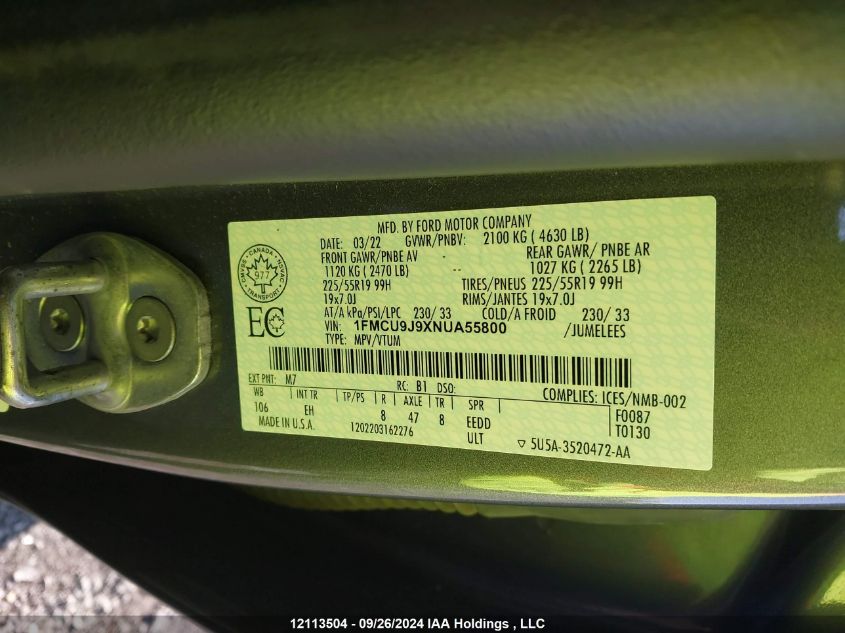 MFD. BY FORD MOTOR COMPANY
DATE: 03/22 GVWR/PNBV: 2100 KG ( 4630 LB)
FRONT GAWR/PNBE AV REAR GAWR/ PNBE AR
1120 KG ( 2470 LB) 1027 KG ( 2265 LB)
225/55R19 99H TIRES/PNEUS 225/55R19 99H
19x7.0J RIMS/JANTES 19x7.0J
AT/A kPa/PSI/LPC 230/ 33 COLD/A FROID 230/ 33
VIN: 1FMCU9J9XNUA55800 /JUMELEES
TYPE: MPV/VTUM
CANADA
977
TRANSPORT
EC
EXT PNT: M7 RC: B1 DSO: COMPLIES: ICES/NMB-002
WB INT TR TP/PS R AXLE TR SPR F0087
106 EH 8 47 8 EEDD T0130
MADE IN U.S.A. 1202203162276 ULT ▽ 5U5A-3520472-AA
12113504 - 09/26/2024 IAA Holdings , LLC